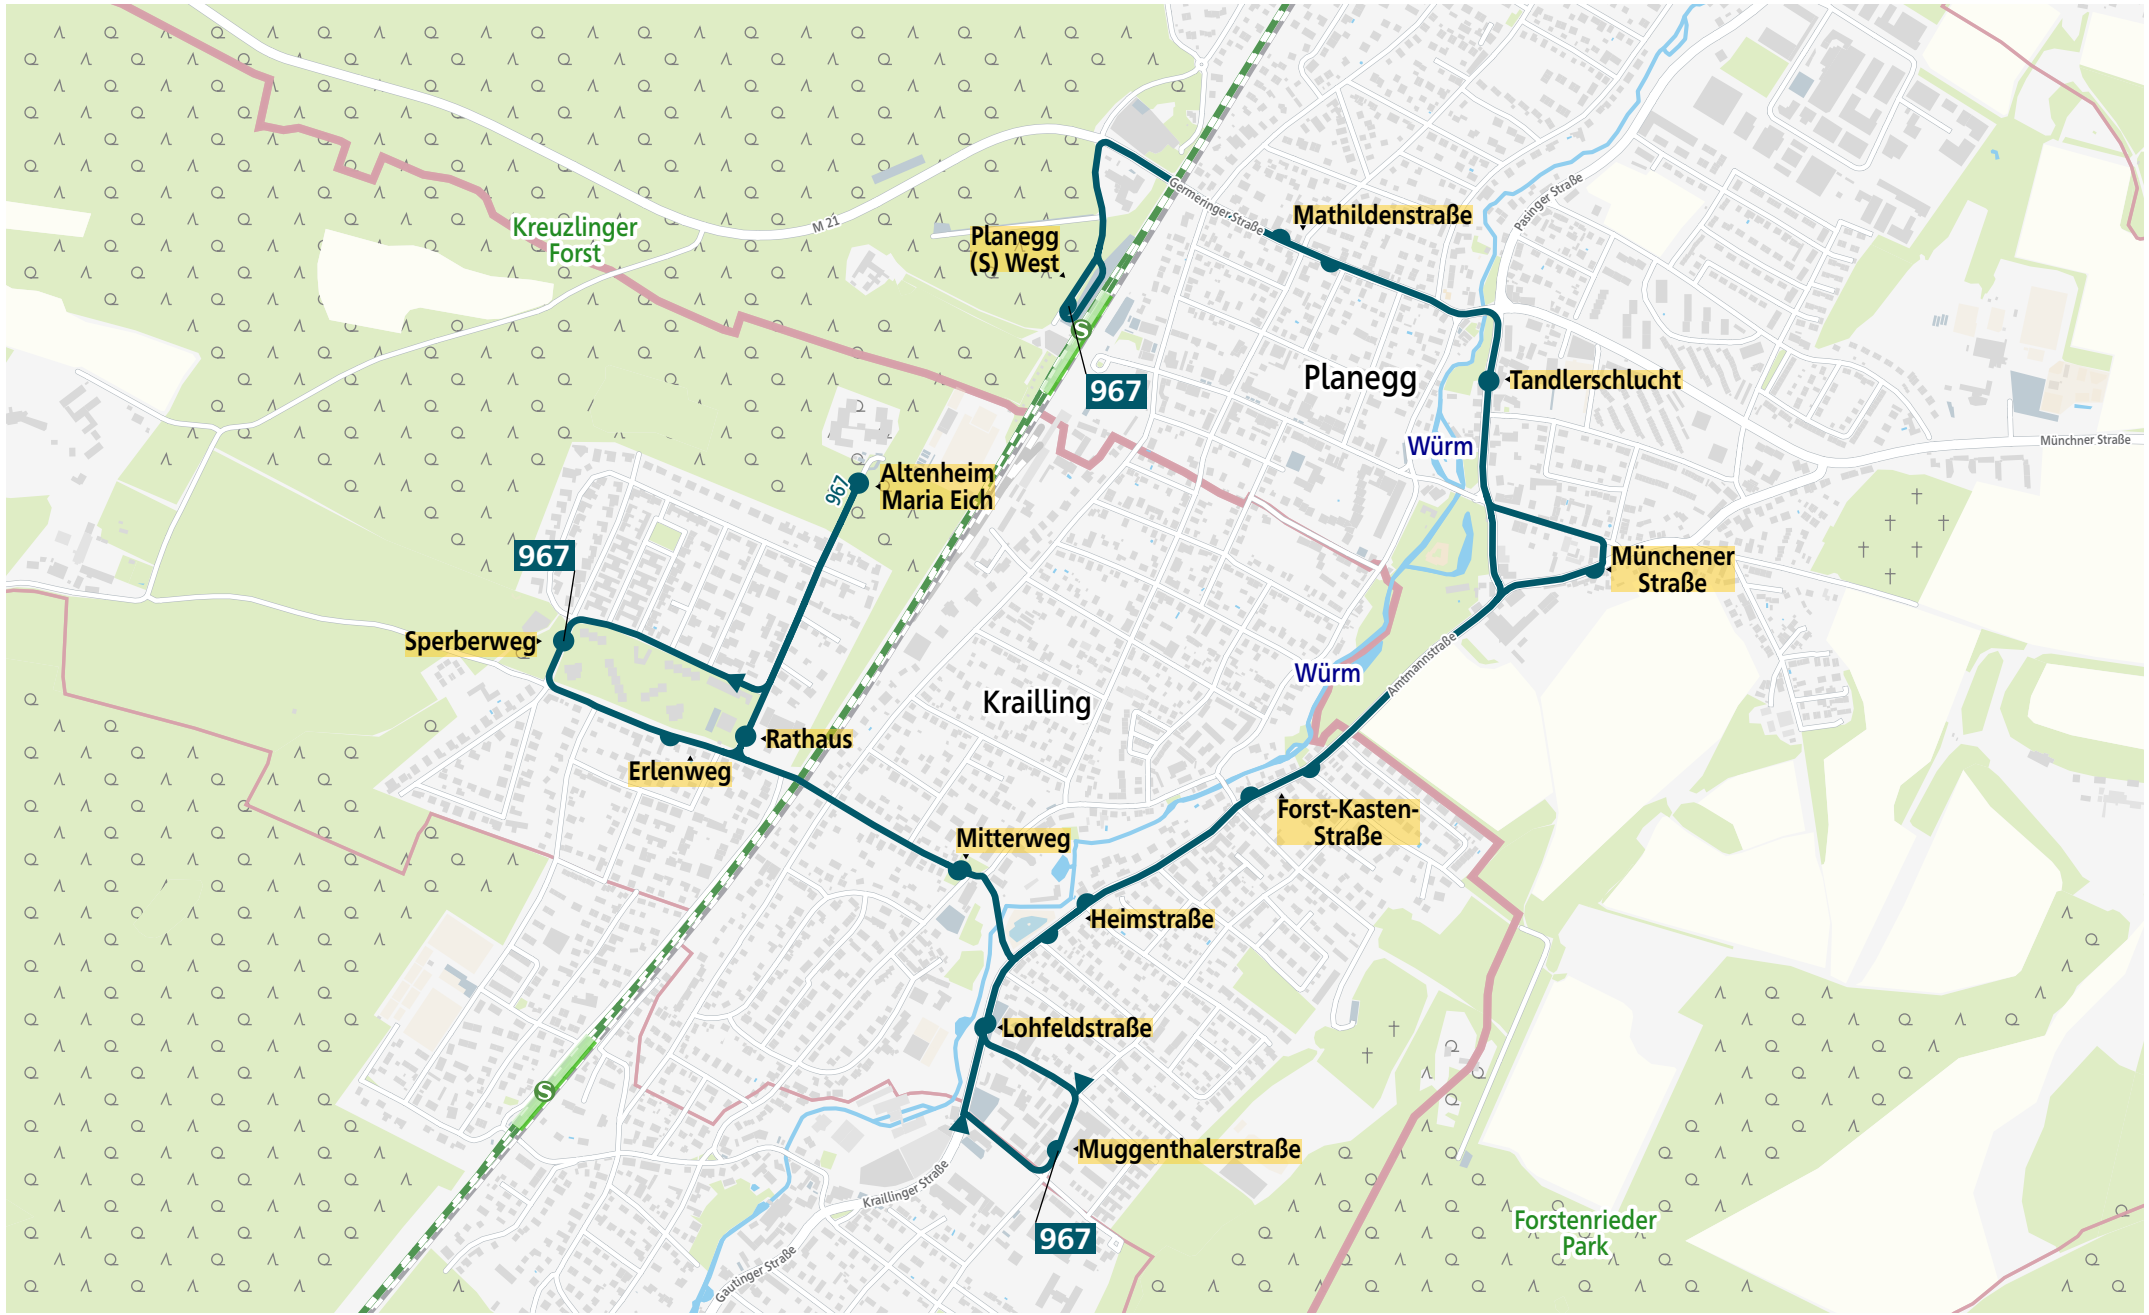 M 21
Kreuzlinger
Forst
Germeringer Straße
Mathildenstraße
Pasinger Straße
Planegg
(S) West
S
967
Planegg
Tandlerschlucht
Würm
Münchner Straße
Altenheim
Maria Eich
967
967
Münchener
Straße
Sperberweg
Würm
Amtmannstraße
Krailling
Rathaus
Erlenweg
Forst-Kasten-
Straße
Mitterweg
Heimstraße
Lohfeldstraße
S
Muggenthalerstraße
Kraillinger Straße
967
Forstenrieder
Park
Gautinger Straße